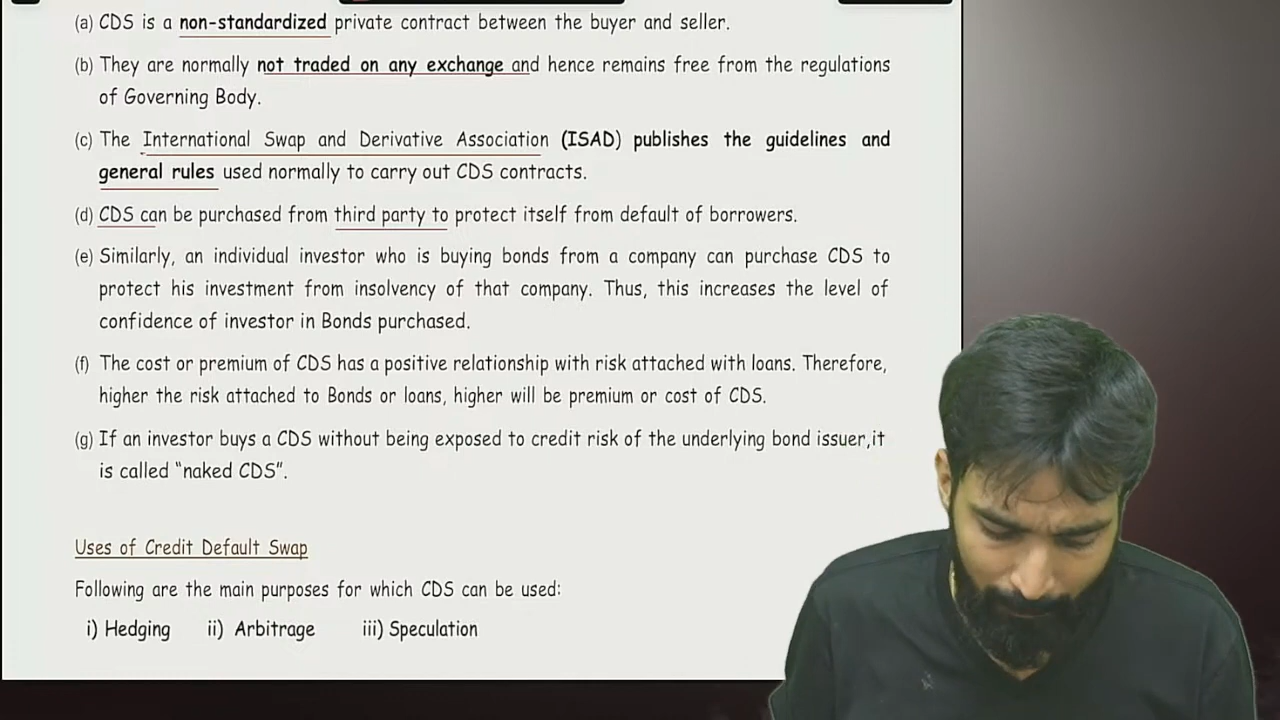 (a) CDS is a non-standardized private contract between the buyer and seller.
(b) They are normally not traded on any exchange and hence remains free from the regulations
of Governing Body.
(c) The International Swap and Derivative Association (ISAD) publishes the guidelines and
general rules used normally to carry out CDS contracts.
(d) CDS can be purchased from third party to protect itself from default of borrowers.
(e) Similarly, an individual investor who is buying bonds from a company can purchase CDS to
protect his investment from insolvency of that company. Thus, this increases the level of
confidence of investor in Bonds purchased.
(f) The cost or premium of CDS has a positive relationship with risk attached with loans. Therefore,
higher the risk attached to Bonds or loans, higher will be premium or cost of CDS.
(g) If an investor buys a CDS without being exposed to credit risk of the underlying bond issuer,it
is called “naked CDS”.
Uses of Credit Default Swap
Following are the main purposes for which CDS can be used:
i) Hedging ii) Arbitrage iii) Speculation